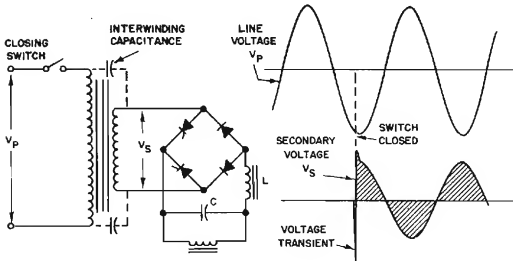 CLOSING
SWITCH
INTERWINDING
CAPACITANCE
V_P
V_S
C
L
LINE
VOLTAGE
V_P
SWITCH
CLOSED
SECONDARY
VOLTAGE
V_S
VOLTAGE
TRANSIENT